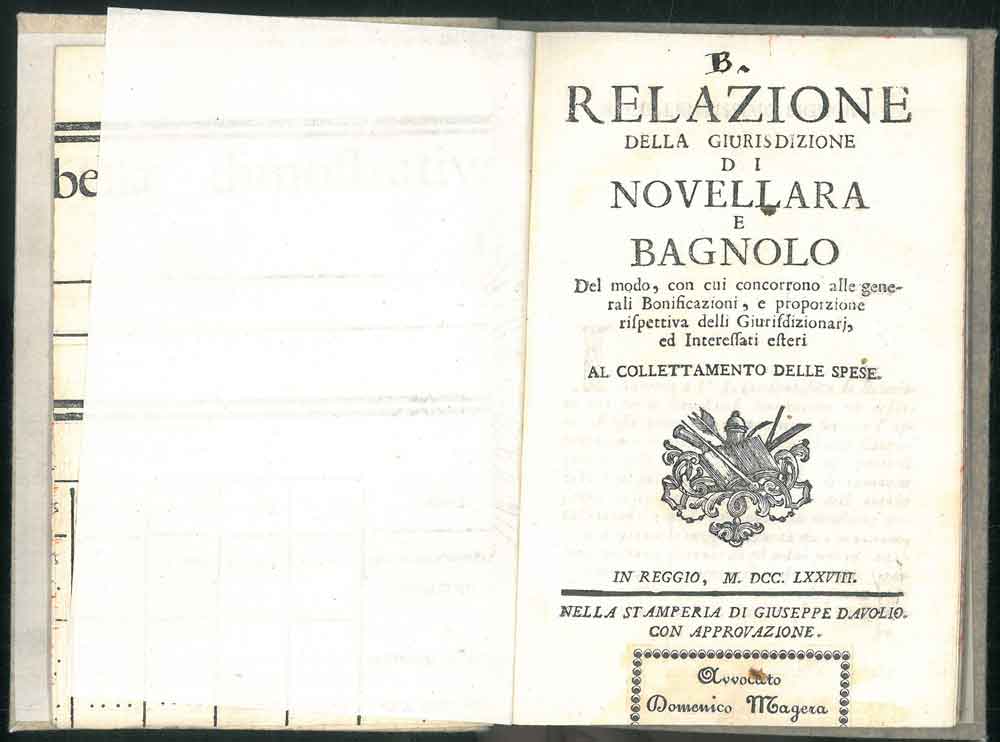 be
B.
RELAZIONE
DELLA GIURISDIZIONE
DI
NOVELLARA
E
BAGNOLO
Del modo, con cui concorrono alle gene-
rali Bonificazioni, e proporzione
riſpettiva delli Giuriſdizionarj,
ed Intereſſati eſteri
AL COLLETTAMENTO DELLE SPESE.
IN REGGIO, M. DCC. LXXVIII.
NELLA STAMPERIA DI GIUSEPPE DAVOLIO.
CON APPROVAZIONE.
Avvocato
Domenico Magera